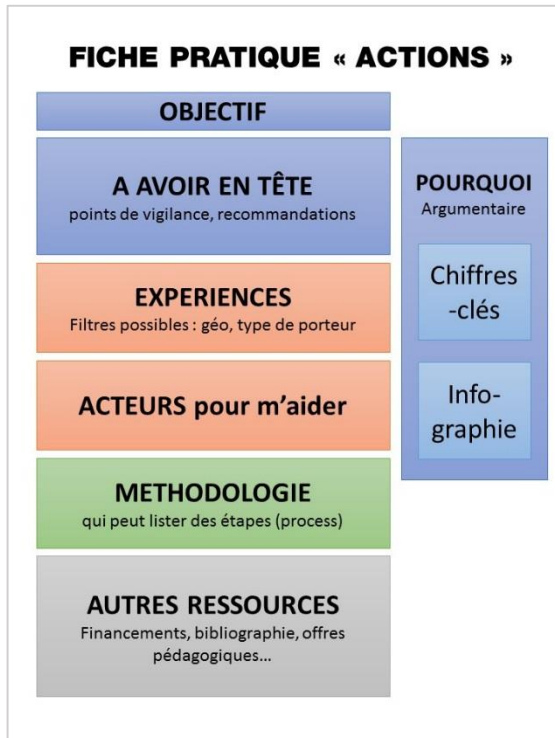 FICHE PRATIQUE « ACTIONS »
OBJECTIF
A AVOIR EN TÊTE
points de vigilance, recommandations
EXPERIENCES
Filtres possibles : géo, type de porteur
ACTEURS pour m’aider
METHODOLOGIE
qui peut lister des étapes (process)
AUTRES RESSOURCES
Financements, bibliographie, offres
pédagogiques...
POURQUOI
Argumentaire
Chiffres
-clés
Info-
graphie